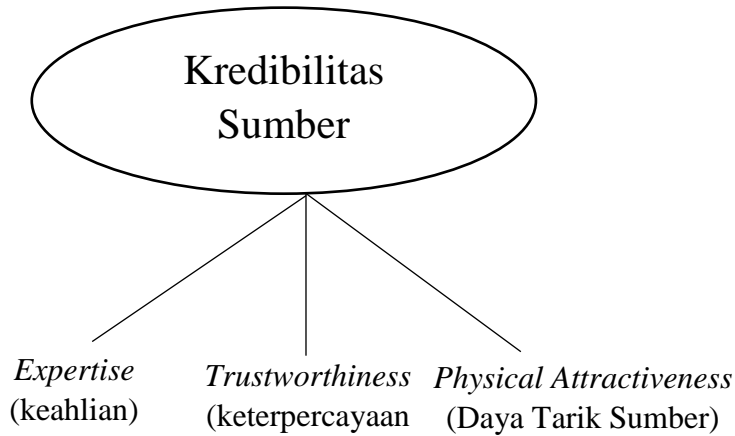 Kredibilitas
Sumber
Expertise
(keahlian)
Trustworthiness
(keterpercayaan
Physical Attractiveness
(Daya Tarik Sumber)